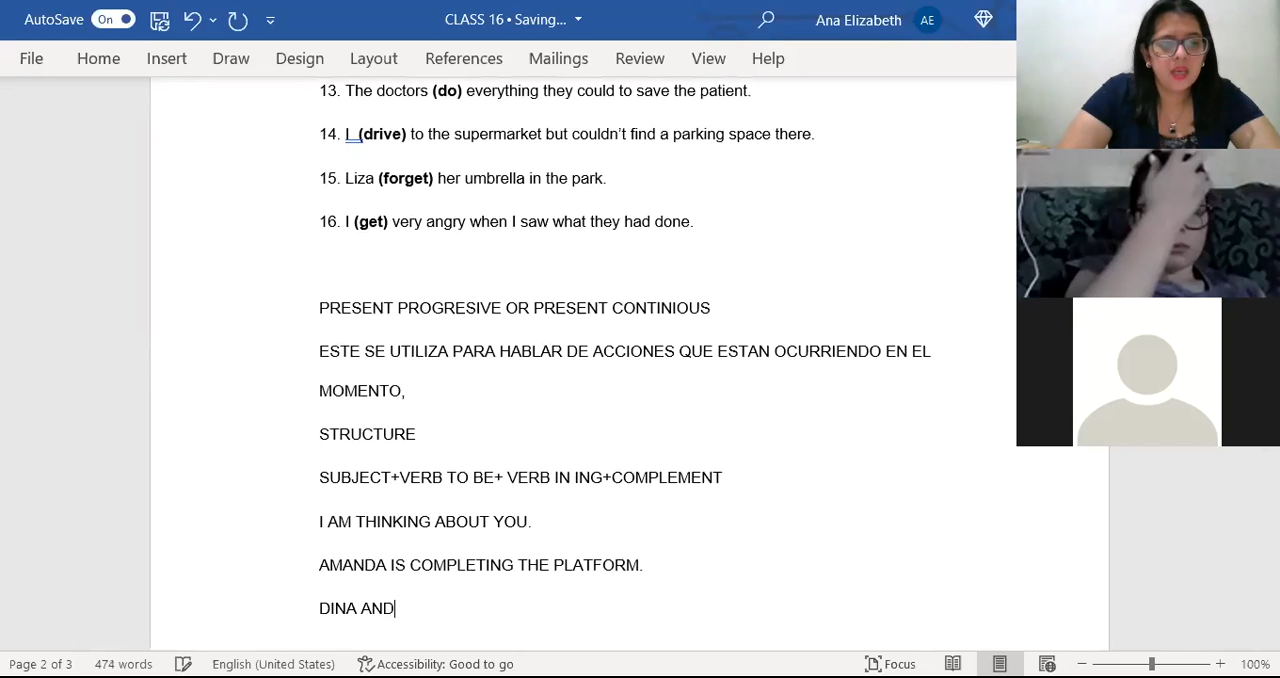 AutoSave On CLASS 16 • Saving... Ana Elizabeth AE
File Home Insert Draw Design Layout References Mailings Review View Help
13. The doctors (do) everything they could to save the patient.
14. I (drive) to the supermarket but couldn't find a parking space there.
15. Liza (forget) her umbrella in the park.
16. I (get) very angry when I saw what they had done.
PRESENT PROGRESIVE OR PRESENT CONTINIOUS
ESTE SE UTILIZA PARA HABLAR DE ACCIONES QUE ESTAN OCURRIENDO EN EL
MOMENTO,
STRUCTURE
SUBJECT+VERB TO BE+ VERB IN ING+COMPLEMENT
I AM THINKING ABOUT YOU.
AMANDA IS COMPLETING THE PLATFORM.
DINA AND
Page 2 of 3 474 words English (United States) Accessibility: Good to go Focus 100%